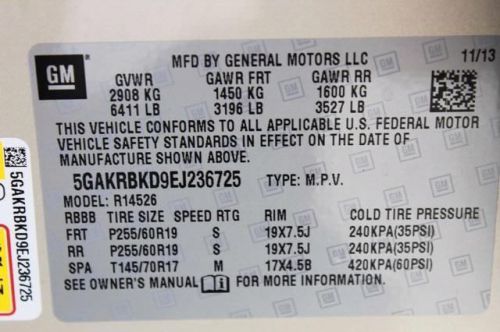 GM
MFD BY GENERAL MOTORS LLC 11/13
GVWR GAWR FRT GAWR RR
2908 KG 1450 KG 1600 KG
6411 LB 3196 LB 3527 LB
THIS VEHICLE CONFORMS TO ALL APPLICABLE U.S. FEDERAL MOTOR
VEHICLE SAFETY STANDARDS IN EFFECT ON THE DATE OF
MANUFACTURE SHOWN ABOVE.
5GAKRBKD9EJ236725 TYPE: M.P.V.
MODEL: R14526
RBBB TIRE SIZE SPEED RTG RIM COLD TIRE PRESSURE
FRT P255/60R19 S 19X7.5J 240KPA(35PSI)
RR P255/60R19 S 19X7.5J 240KPA(35PSI)
SPA T145/70R17 M 17X4.5B 420KPA(60PSI)
SEE OWNER'S MANUAL FOR MORE INFORMATION
5GAKRBKD9EJ236725